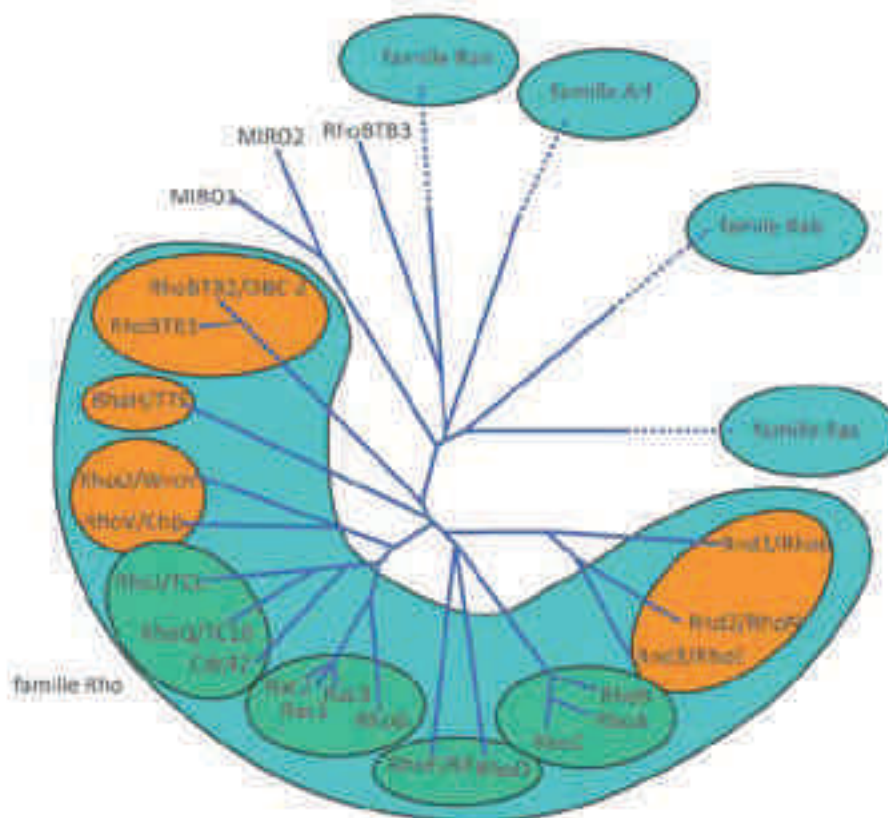 famille Ran
famille Arf
MIRO2
RhoBTB3
MIRO1
famille Rab
RhoBTB2/DBC 2
RhoBTB1
RhoH/TTF
famille Ras
RhoU/Wrch
RhoV/Chp
Rnd1/Rho6
RhoJ/TCL
Rnd2/RhoN
RhoQ/TC10
Cdc42
Rnd3/RhoE
famille Rho
Rac2
Rac3
Rac1
RhoG
RhoB
RhoA
RhoC
RhoD